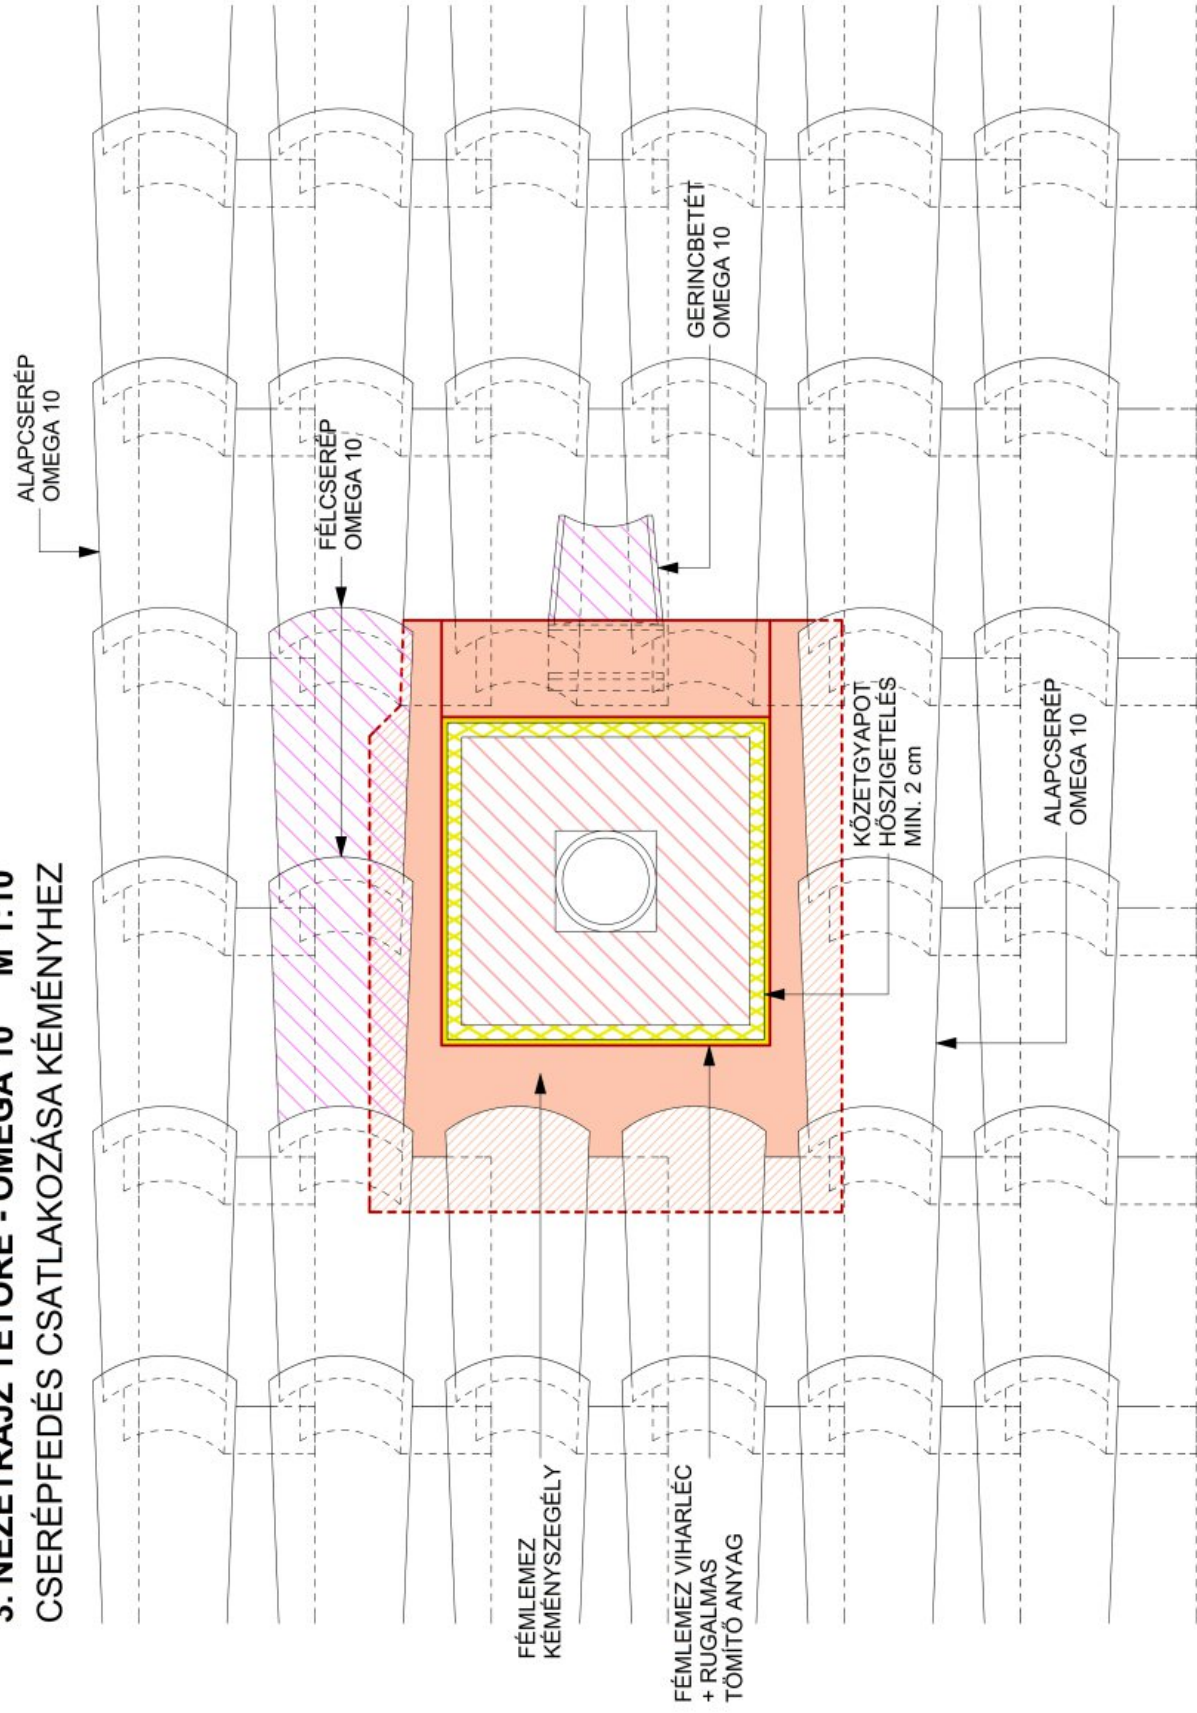 3. NÉZETRAJZ TETŐRE - OMEGA 10 M 1:10
CSERÉPFEDÉS CSATLAKOZÁSA KÉMÉNYHEZ
ALAPCSERÉP
OMEGA 10
FÉLCSERÉP
OMEGA 10
GERINCBETÉT
OMEGA 10
KŐZETGYAPOT
HŐSZIGETELÉS
MIN. 2 cm
ALAPCSERÉP
OMEGA 10
FÉMLEMEZ
KÉMÉNYSZEGÉLY
FÉMLEMEZ VIHARLÉC
+ RUGALMAS
TÖMÍTŐ ANYAG